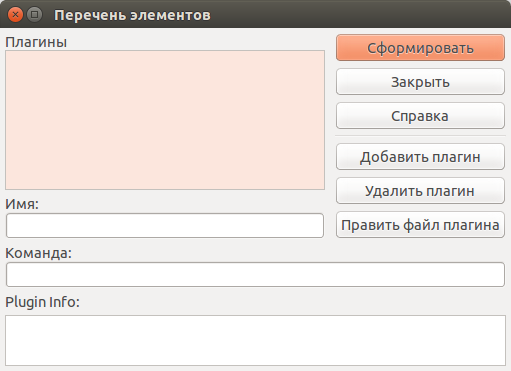 Перечень элементов
Плагины
Сформировать
Закрыть
Справка
Добавить плагин
Удалить плагин
Имя:
Править файл плагина
Команда:
Plugin Info: